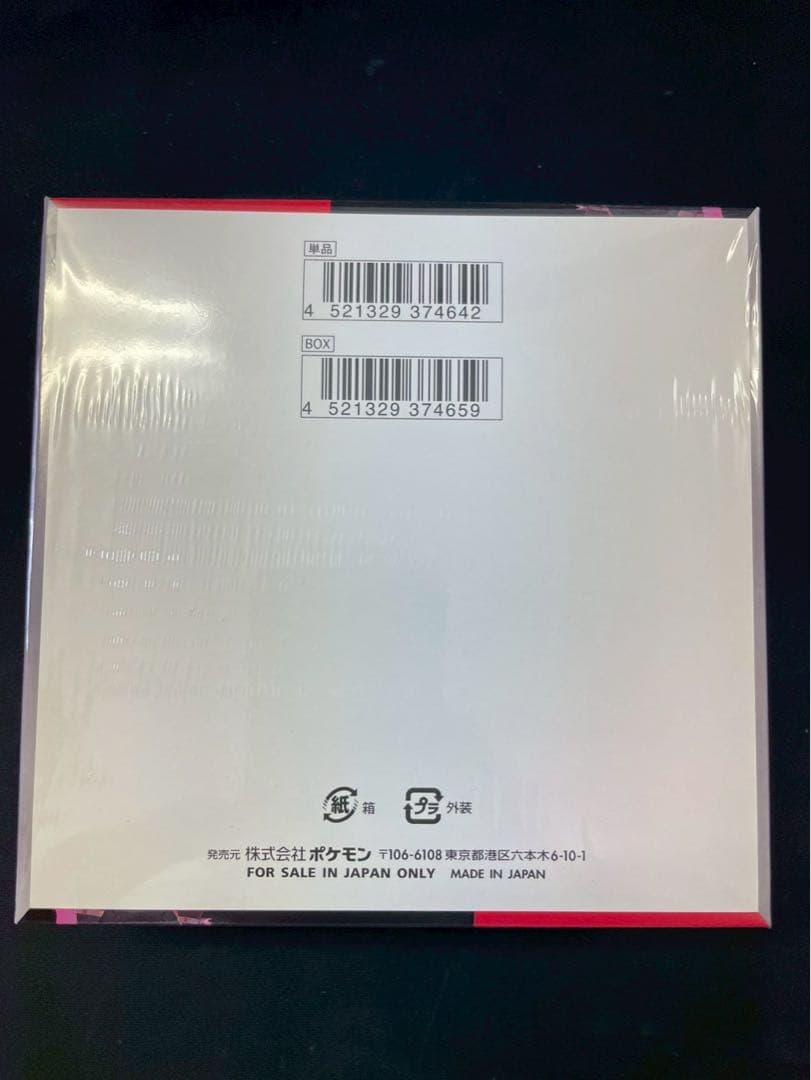 単品
4 521329 374642
BOX
4 521329 374659
紙 箱 プラ 外装
発売元 株式会社 ポケモン 〒106-6108 東京都港区六本木6-10-1
FOR SALE IN JAPAN ONLY MADE IN JAPAN